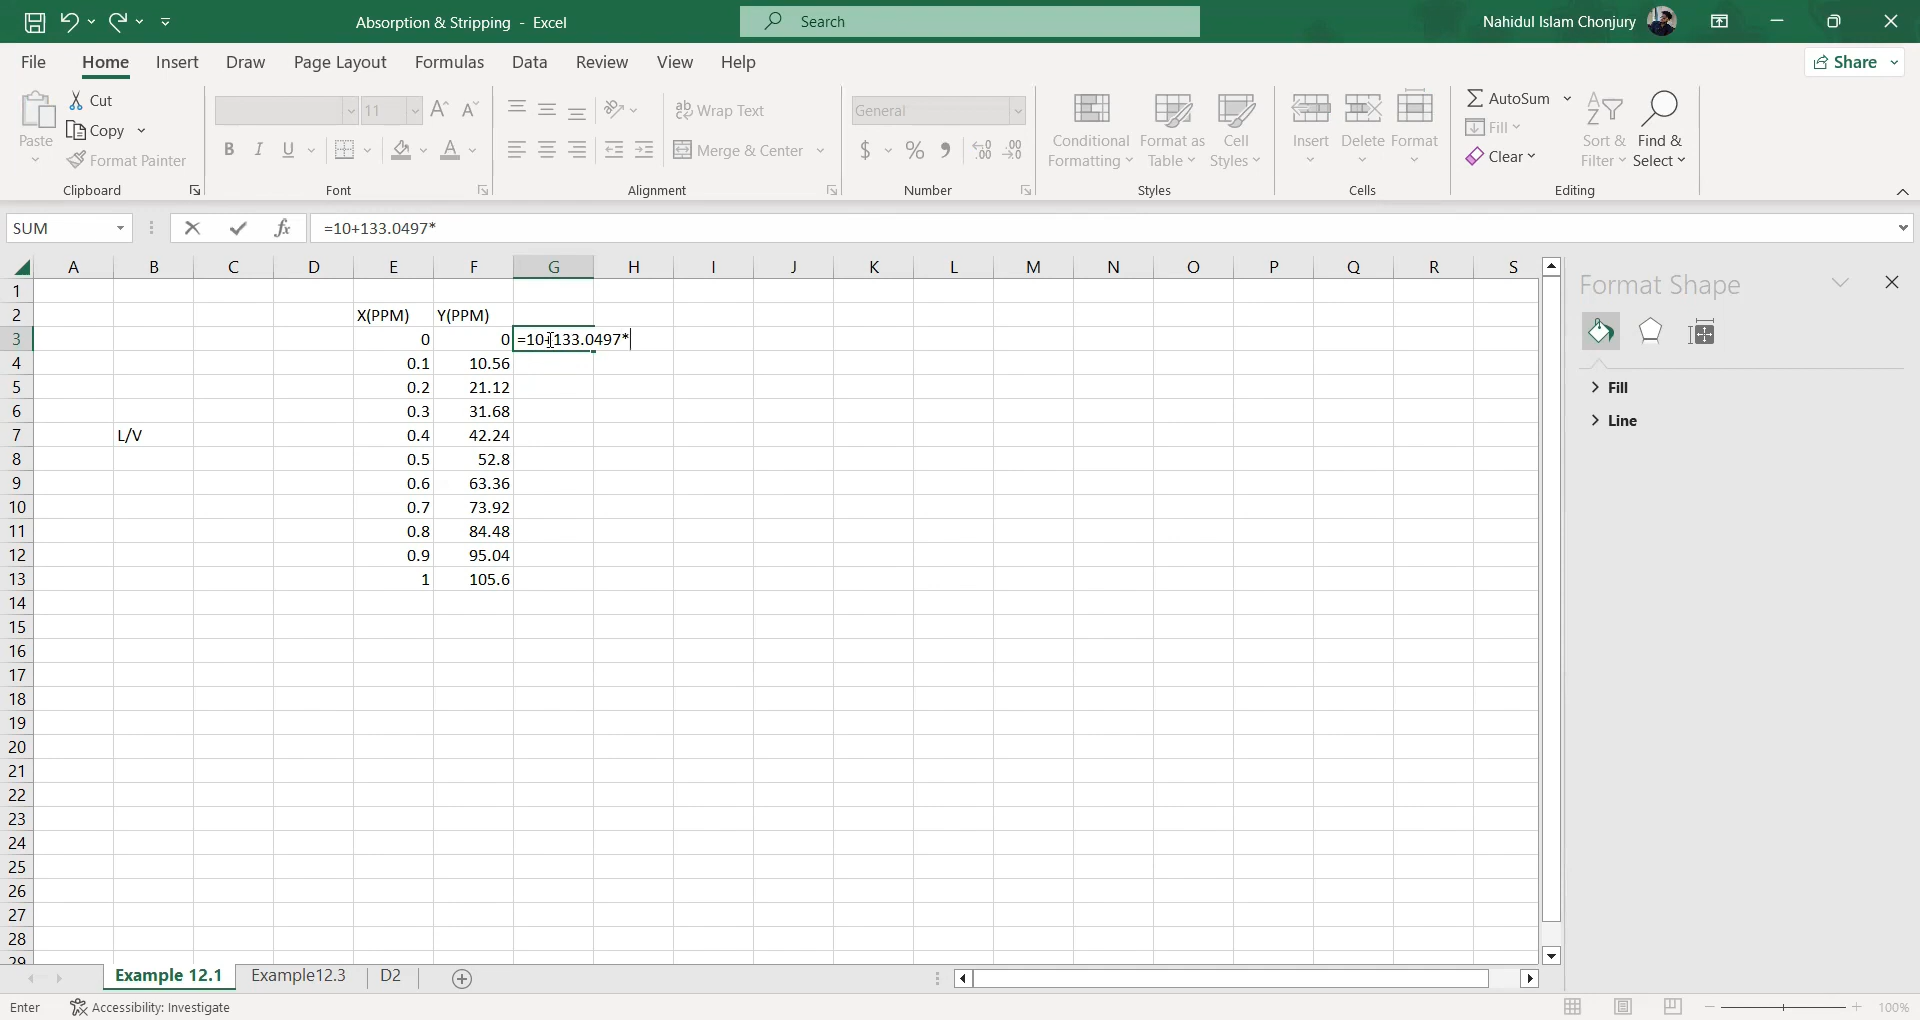 Absorption & Stripping - Excel
Search
Nahidul Islam Chonjury
File Home Insert Draw Page Layout Formulas Data Review View Help
Share
Paste
Cut
Copy
Format Painter
Clipboard
11
A^ A
B I U
A
Font
ab Wrap Text
Merge & Center
Alignment
General
$ % 9
Number
Conditional Formatting
Format as Table
Cell Styles
Styles
Insert
Delete
Format
Cells
AutoSum
Fill
Clear
Sort & Filter
Find & Select
Editing
SUM
fx
=10+133.0497*
A B C D E F G H I J K L M N O P Q R S
1
2 X(PPM) Y(PPM)
3 0 0 =10+133.0497*
4 0.1 10.56
5 0.2 21.12
6 0.3 31.68
7 L/V 0.4 42.24
8 0.5 52.8
9 0.6 63.36
10 0.7 73.92
11 0.8 84.48
12 0.9 95.04
13 1 105.6
14
15
16
17
18
19
20
21
22
23
24
25
26
27
28
29
Format Shape
Fill
Line
Example 12.1 Example12.3 D2
Enter
Accessibility: Investigate
100%